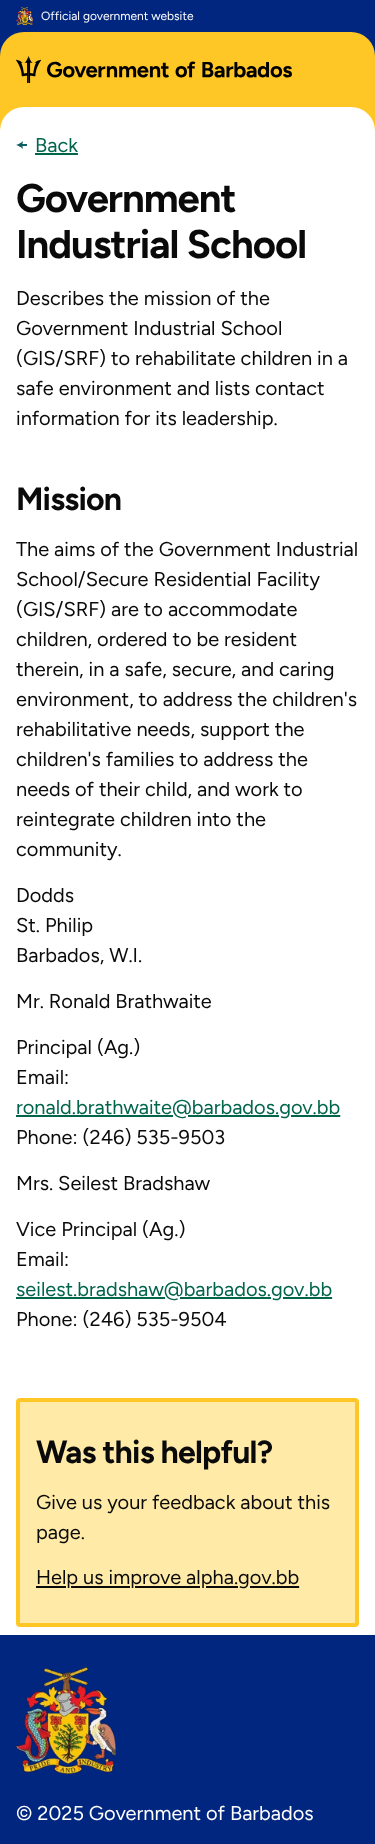 Official government website
Government of Barbados
Back
Government
Industrial School
Describes the mission of the
Government Industrial School
(GIS/SRF) to rehabilitate children in a
safe environment and lists contact
information for its leadership.
Mission
The aims of the Government Industrial
School/Secure Residential Facility
(GIS/SRF) are to accommodate
children, ordered to be resident
therein, in a safe, secure, and caring
environment, to address the children's
rehabilitative needs, support the
children's families to address the
needs of their child, and work to
reintegrate children into the
community.
Dodds
St. Philip
Barbados, W.I.
Mr. Ronald Brathwaite
Principal (Ag.)
Email:
ronald.brathwaite@barbados.gov.bb
Phone: (246) 535-9503
Mrs. Seilest Bradshaw
Vice Principal (Ag.)
Email:
seilest.bradshaw@barbados.gov.bb
Phone: (246) 535-9504
Was this helpful?
Give us your feedback about this
page.
Help us improve alpha.gov.bb
PRIDE AND INDUSTRY
© 2025 Government of Barbados